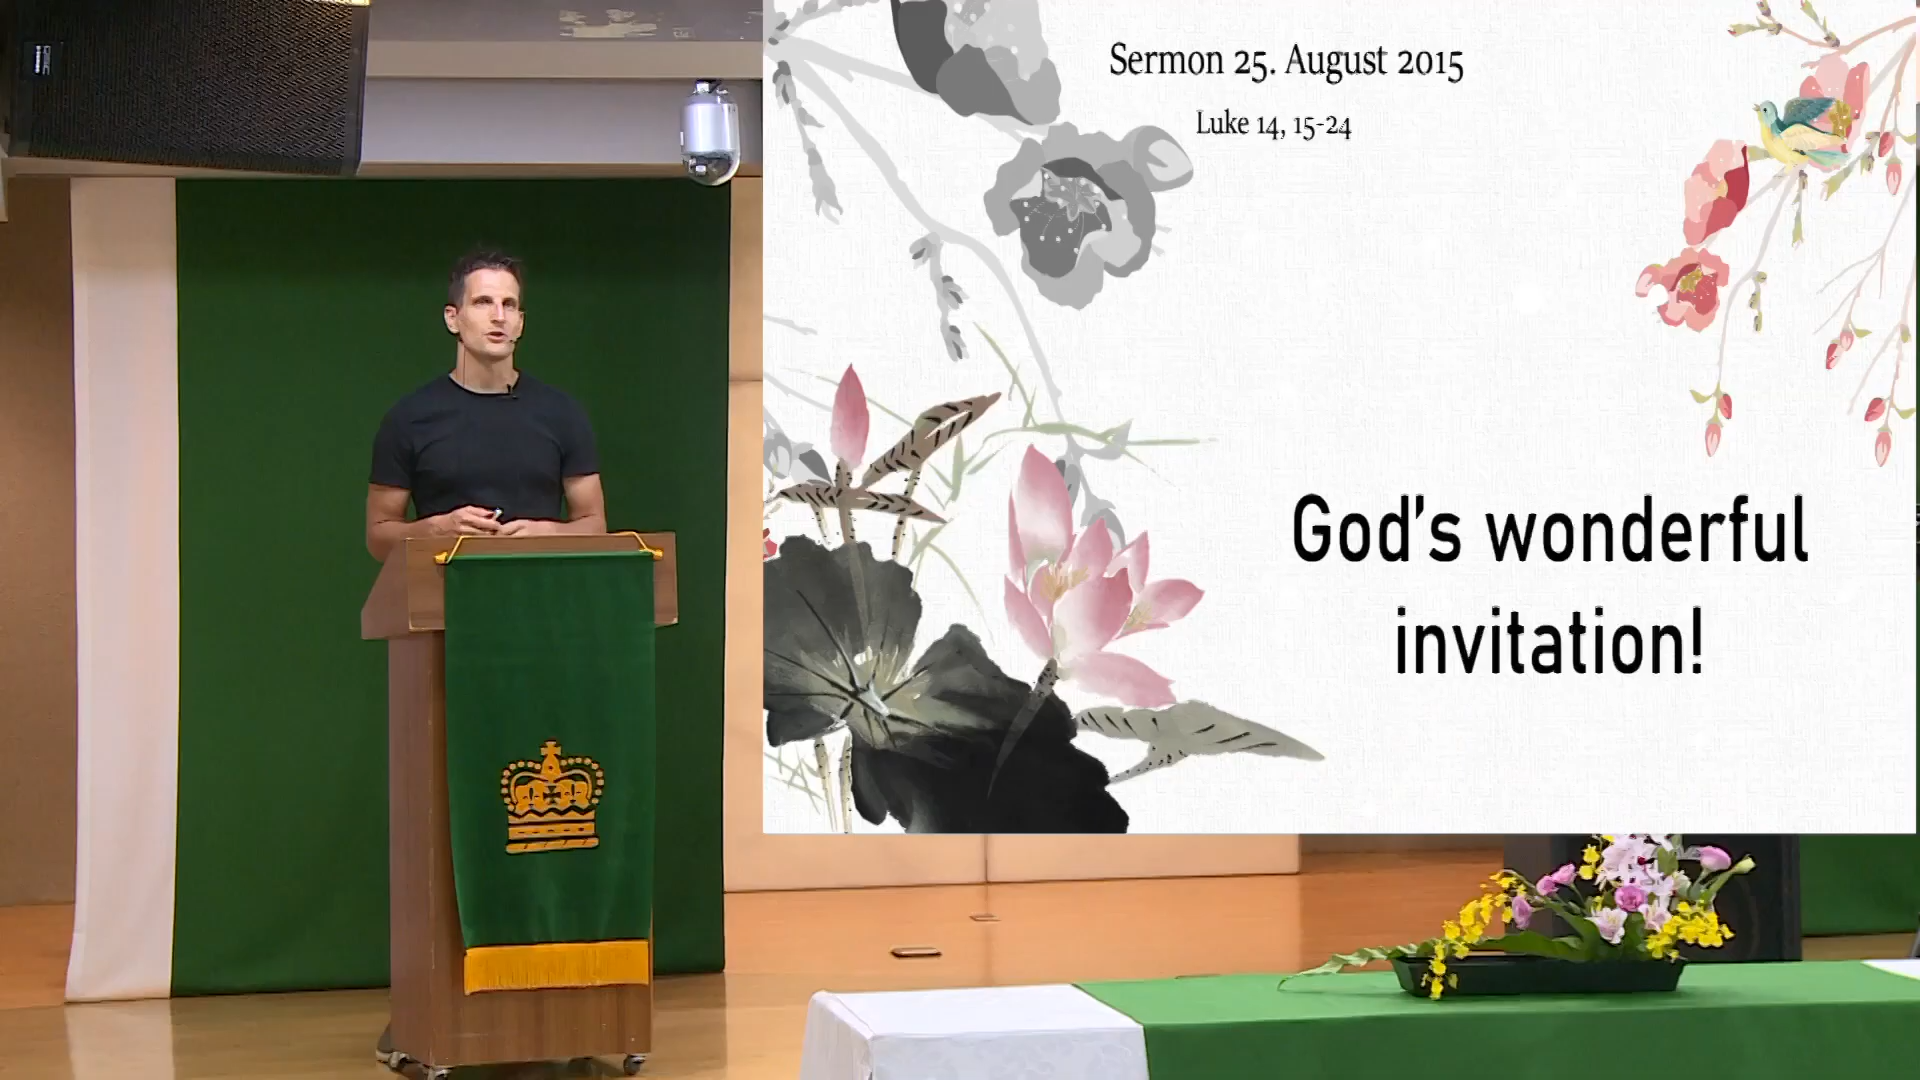 Sermon 25. August 2015
Luke 14, 15-24
God's wonderful
invitation!